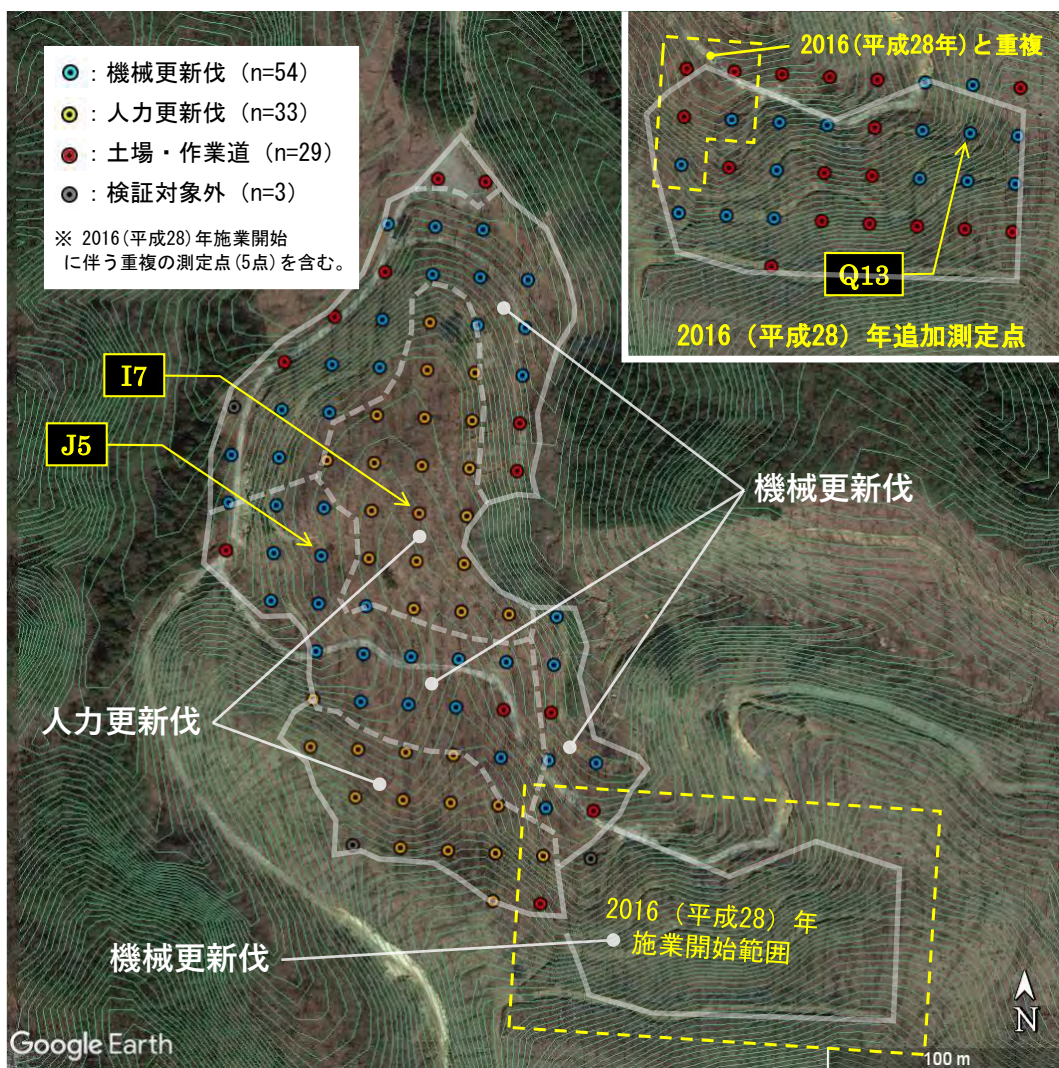 ：機械更新伐（n=54）
：人力更新伐（n=33）
：土場・作業道（n=29）
：検証対象外（n=3）
※ 2016(平成28)年施業開始
に伴う重複の測定点(5点)を含む。
2016(平成28年)と重複
Q13
2016（平成28）年追加測定点
I7
J5
機械更新伐
人力更新伐
2016（平成28）年
施業開始範囲
機械更新伐
N
Google Earth
100 m